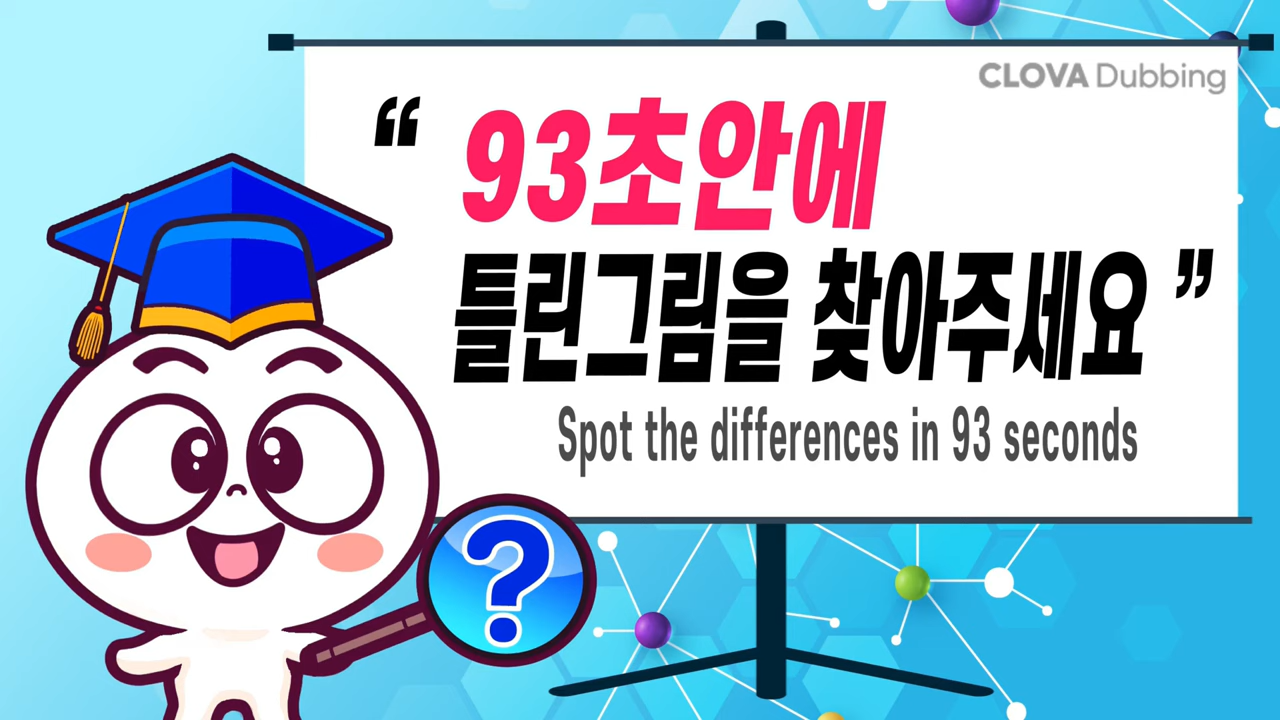 CLOVA Dubbing
“ 93초안에
틀린그림을 찾아주세요 ”
Spot the differences in 93 seconds
?